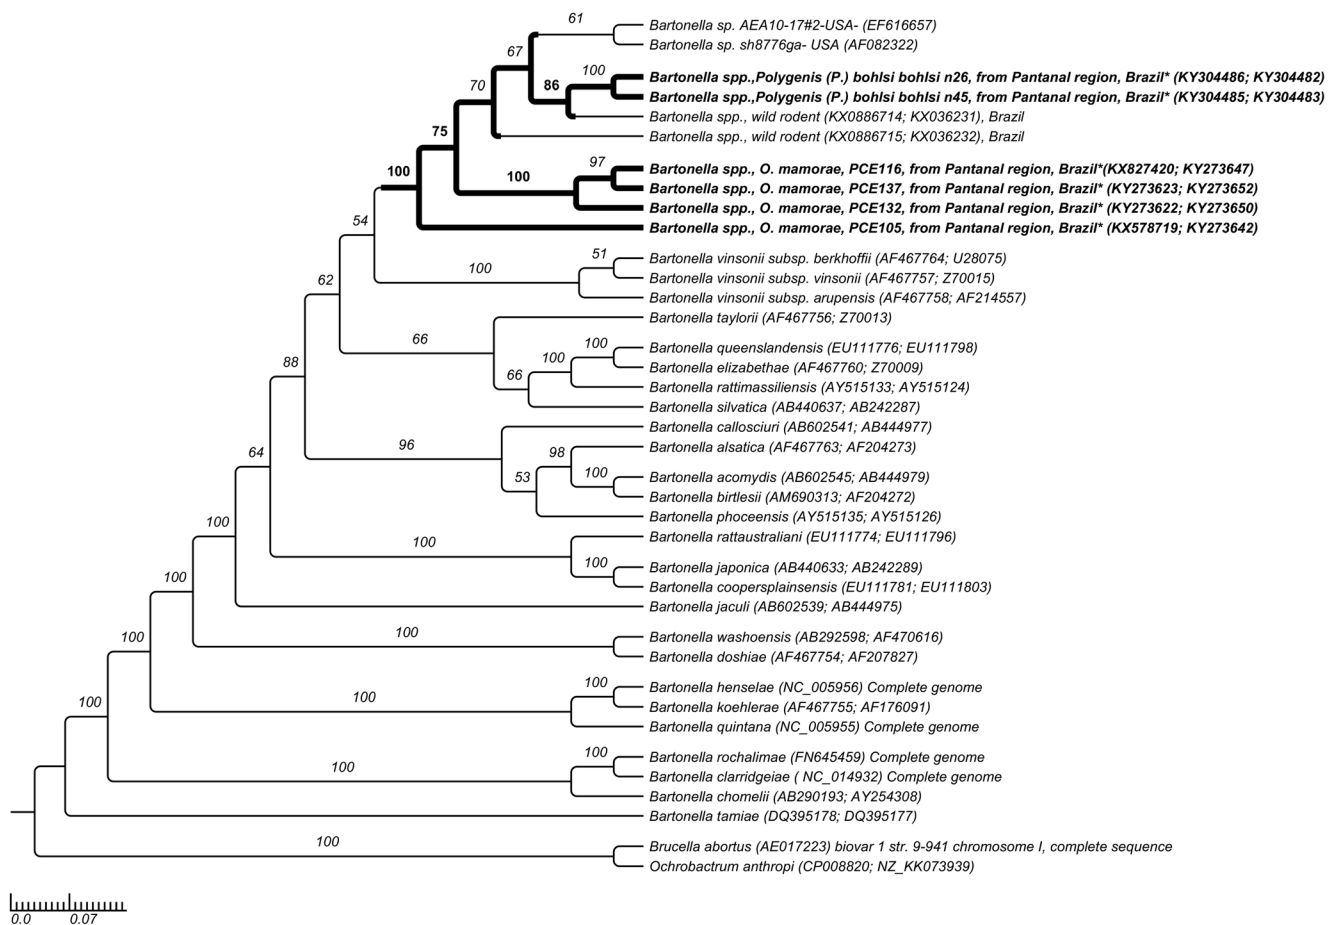 61
Bartonella sp. AEA10-17#2-USA- (EF616657)
Bartonella sp. sh8776ga- USA (AF082322)
67
100
Bartonella spp.,Polygenis (P.) bohlsi bohlsi n26, from Pantanal region, Brazil* (KY304486; KY304482)
70
86
Bartonella spp.,Polygenis (P.) bohlsi bohlsi n45, from Pantanal region, Brazil* (KY304485; KY304483)
Bartonella spp., wild rodent (KX0886714; KX036231), Brazil
75
Bartonella spp., wild rodent (KX0886715; KX036232), Brazil
97
Bartonella spp., O. mamorae, PCE116, from Pantanal region, Brazil*(KX827420; KY273647)
100
100
Bartonella spp., O. mamorae, PCE137, from Pantanal region, Brazil* (KY273623; KY273652)
Bartonella spp., O. mamorae, PCE132, from Pantanal region, Brazil* (KY273622; KY273650)
54
Bartonella spp., O. mamorae, PCE105, from Pantanal region, Brazil* (KX578719; KY273642)
51
Bartonella vinsonii subsp. berkhoffii (AF467764; U28075)
100
Bartonella vinsonii subsp. vinsonii (AF467757; Z70015)
62
Bartonella vinsonii subsp. arupensis (AF467758; AF214557)
Bartonella taylorii (AF467756; Z70013)
66
100
Bartonella queenslandensis (EU111776; EU111798)
88
100
Bartonella elizabethae (AF467760; Z70009)
66
Bartonella rattimassiliensis (AY515133; AY515124)
Bartonella silvatica (AB440637; AB242287)
Bartonella callosciuri (AB602541; AB444977)
96
64
98
Bartonella alsatica (AF467763; AF204273)
100
53
Bartonella acomydis (AB602545; AB444979)
Bartonella birtlesii (AM690313; AF204272)
100
Bartonella phoceensis (AY515135; AY515126)
Bartonella rattaustraliani (EU111774; EU111796)
100
100
Bartonella japonica (AB440633; AB242289)
100
Bartonella coopersplainsensis (EU111781; EU111803)
Bartonella jaculi (AB602539; AB444975)
100
100
Bartonella washoensis (AB292598; AF470616)
Bartonella doshiae (AF467754; AF207827)
100
Bartonella henselae (NC_005956) Complete genome
100
100
Bartonella koehlerae (AF467755; AF176091)
Bartonella quintana (NC_005955) Complete genome
100
Bartonella rochalimae (FN645459) Complete genome
100
Bartonella clarridgeiae ( NC_014932) Complete genome
Bartonella chomelii (AB290193; AY254308)
Bartonella tamiae (DQ395178; DQ395177)
100
Brucella abortus (AE017223) biovar 1 str. 9-941 chromosome I, complete sequence
Ochrobactrum anthropi (CP008820; NZ_KK073939)
0.0 0.07